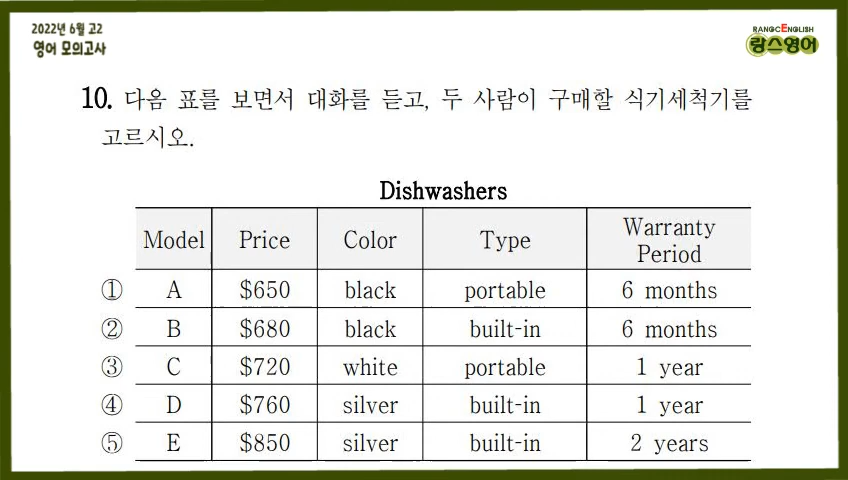 2022년 6월 고2
영어 모의고사
RANGCENGLISH
랑스영어
10. 다음 표를 보면서 대화를 듣고, 두 사람이 구매할 식기세척기를
고르시오.
Dishwashers
Model Price Color Type Warranty Period
① A $650 black portable 6 months
② B $680 black built-in 6 months
③ C $720 white portable 1 year
④ D $760 silver built-in 1 year
⑤ E $850 silver built-in 2 years